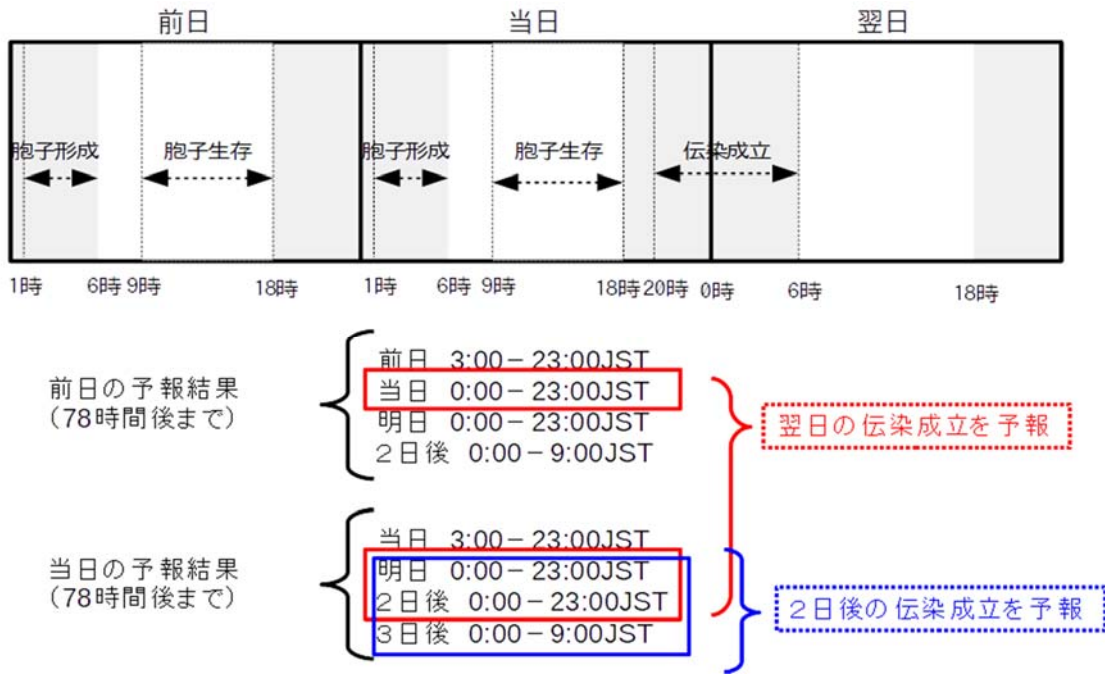 前日 当日 翌日
胞子形成 胞子生存 胞子形成 胞子生存 伝染成立
1時 6時 9時 18時 1時 6時 9時 18時 20時 0時 6時 18時
前日の予報結果
(78時間後まで)
前日 3:00－23:00JST
当日 0:00－23:00JST
明日 0:00－23:00JST
2日後 0:00－9:00JST
翌日の伝染成立を予報
当日の予報結果
(78時間後まで)
当日 3:00－23:00JST
明日 0:00－23:00JST
2日後 0:00－23:00JST
3日後 0:00－9:00JST
2日後の伝染成立を予報